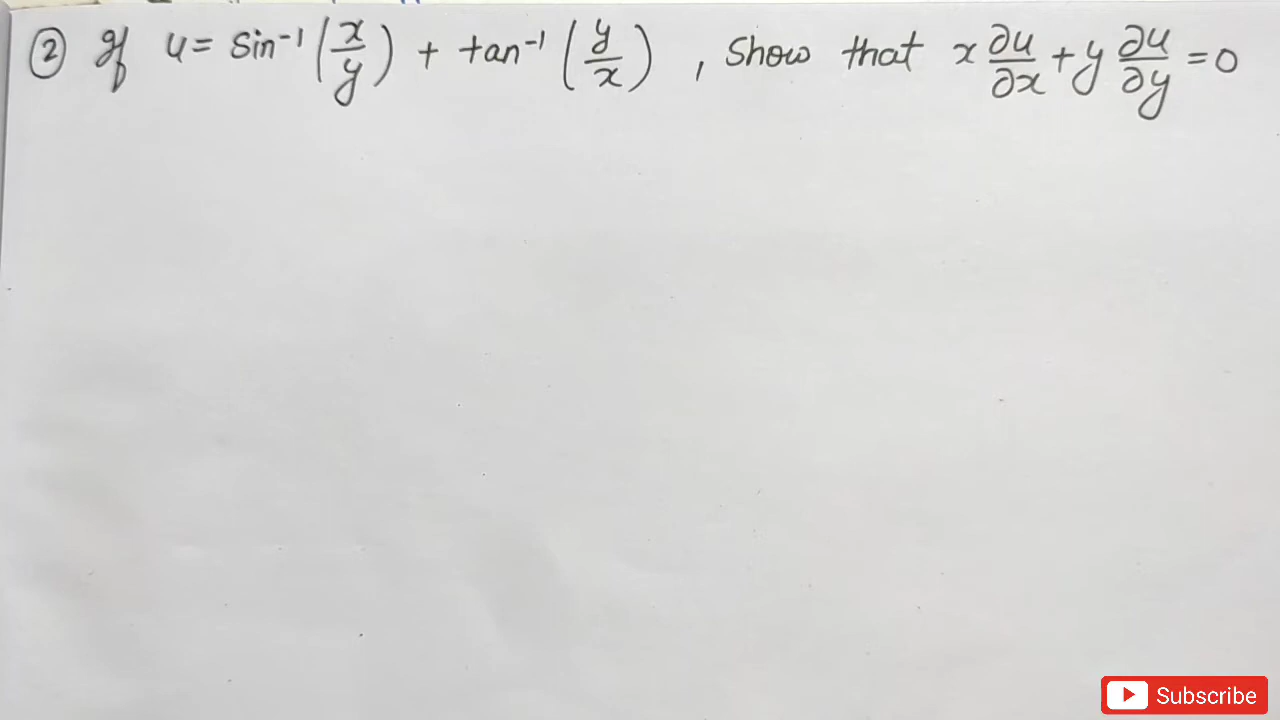 ② If u = sin⁻¹(x/y) + tan⁻¹(y/x), Show that x ∂u/∂x + y ∂u/∂y = 0
Subscribe